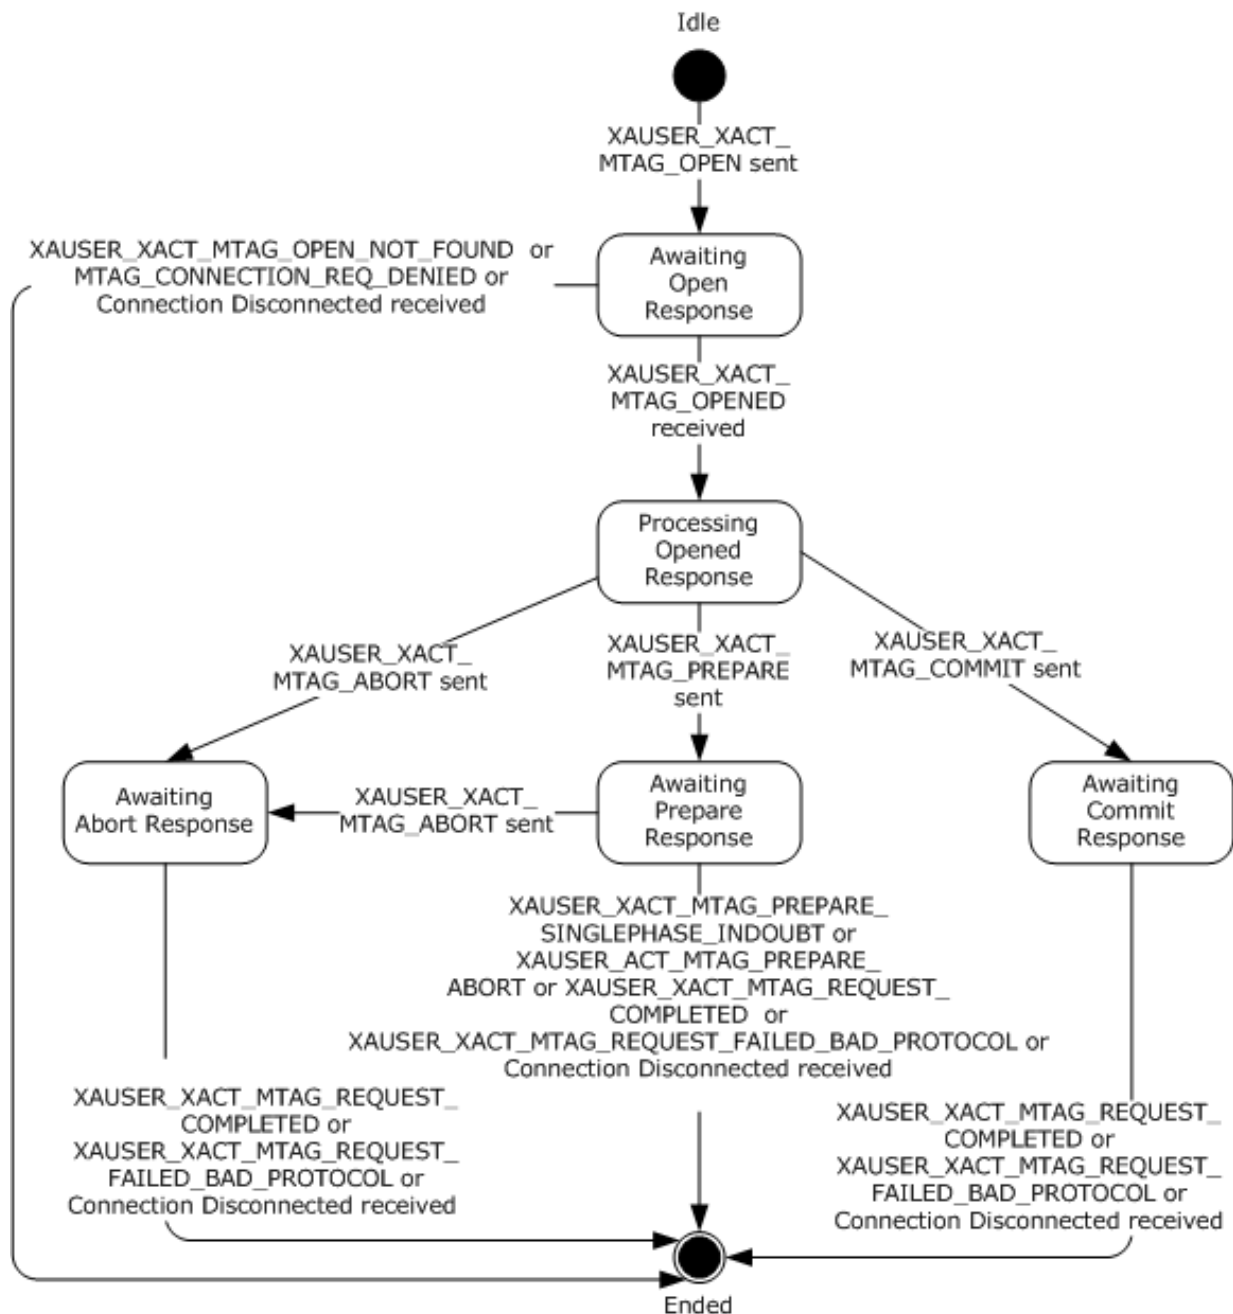 Idle
XAUSER_XACT_
MTAG_OPEN sent
XAUSER_XACT_MTAG_OPEN_NOT_FOUND or
MTAG_CONNECTION_REQ_DENIED or
Connection Disconnected received
Awaiting
Open
Response
XAUSER_XACT_
MTAG_OPENED
received
Processing
Opened
Response
XAUSER_XACT_
MTAG_ABORT sent
XAUSER_XACT_
MTAG_PREPARE
sent
XAUSER_XACT_
MTAG_COMMIT sent
Awaiting
Abort Response
XAUSER_XACT_
MTAG_ABORT sent
Awaiting
Prepare
Response
Awaiting
Commit
Response
XAUSER_XACT_MTAG_PREPARE_
SINGLEPHASE_INDOUBT or
XAUSER_ACT_MTAG_PREPARE_
ABORT or XAUSER_XACT_MTAG_REQUEST_
COMPLETED or
XAUSER_XACT_MTAG_REQUEST_FAILED_BAD_PROTOCOL or
Connection Disconnected received
XAUSER_XACT_MTAG_REQUEST_
COMPLETED or
XAUSER_XACT_MTAG_REQUEST_
FAILED_BAD_PROTOCOL or
Connection Disconnected received
XAUSER_XACT_MTAG_REQUEST_
COMPLETED or
XAUSER_XACT_MTAG_REQUEST_
FAILED_BAD_PROTOCOL or
Connection Disconnected received
Ended